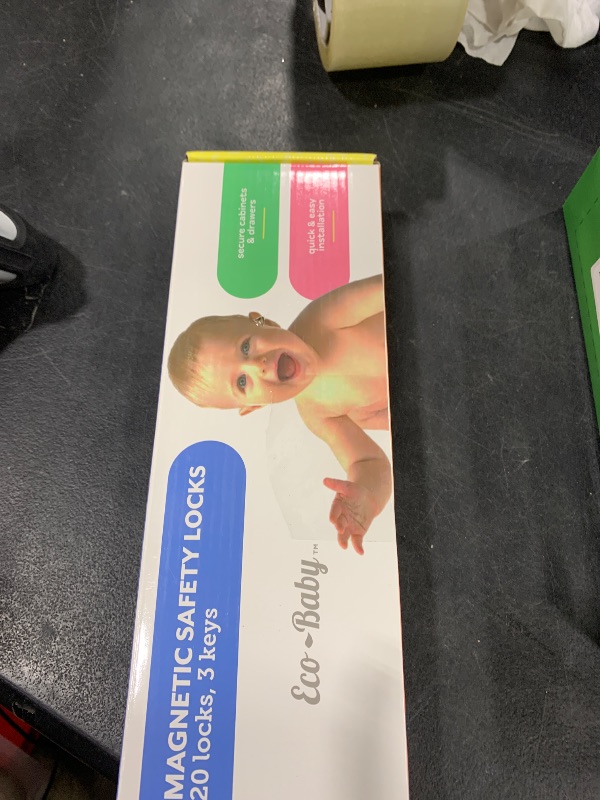 secure cabinets
& drawers
quick & easy
installation
MAGNETIC SAFETY LOCKS
20 locks, 3 keys
Eco-Baby™